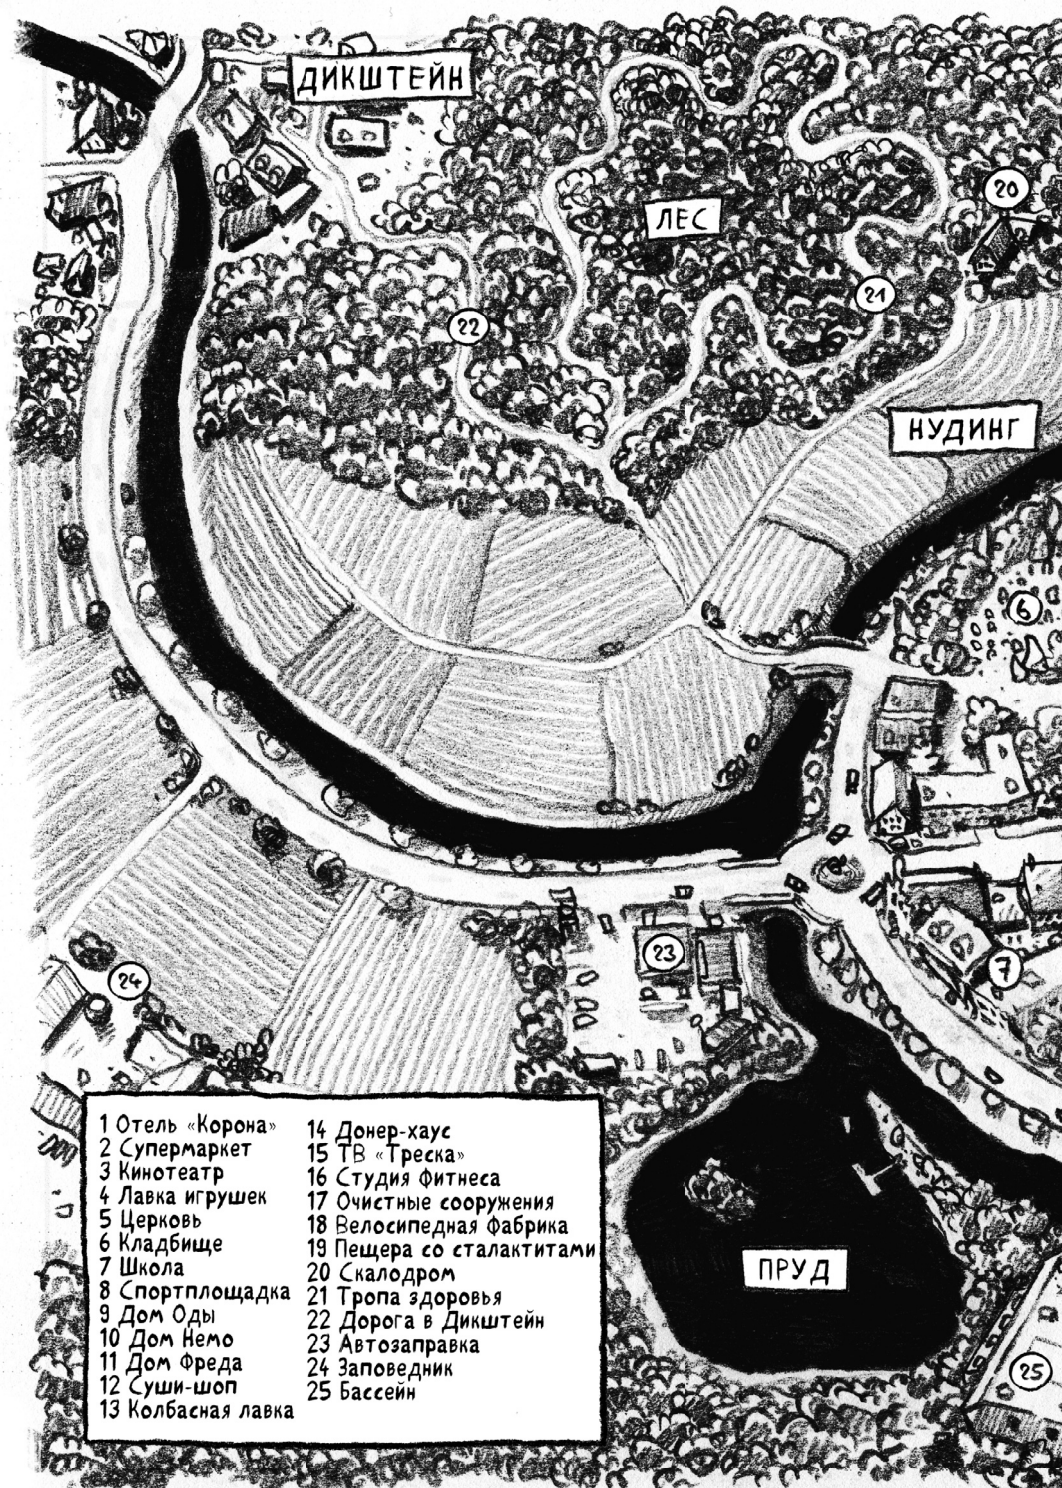 ДИКШТЕЙН
20
ЛЕС
21
22
НУДИНГ
6
23
7
24
1 Отель «Корона»
2 Супермаркет
3 Кинотеатр
4 Лавка игрушек
5 Церковь
6 Кладбище
7 Школа
8 Спортплощадка
9 Дом Оды
10 Дом Немо
11 Дом Фреда
12 Суши-шоп
13 Колбасная лавка
14 Донер-хаус
15 ТВ «Треска»
16 Студия фитнеса
17 Очистные сооружения
18 Велосипедная фабрика
19 Пещера со сталактитами
20 Скалодром
21 Тропа здоровья
22 Дорога в Дикштейн
23 Автозаправка
24 Заповедник
25 Бассейн
ПРУД
25